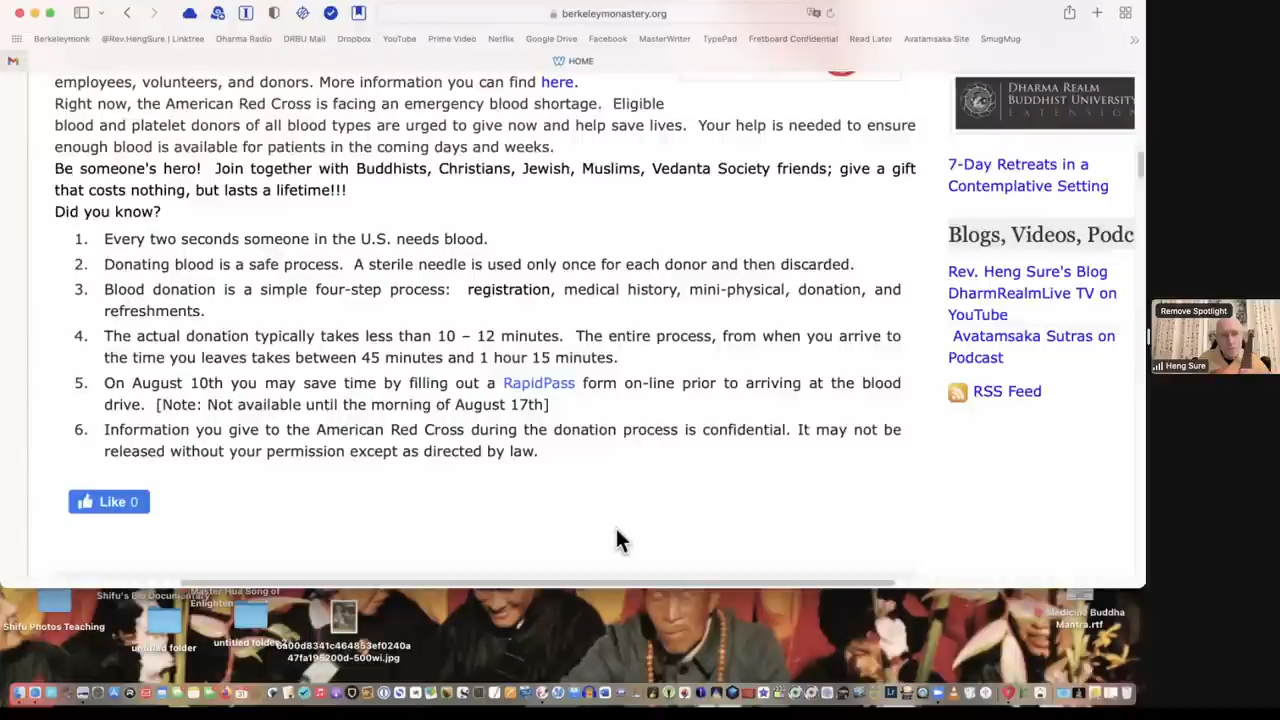 berkeleymonastery.org
Berkeleymonk @Rev.HengSure | Linktree Dharma Radio DRBU Mail Dropbox YouTube Prime Video Netflix Google Drive Facebook MasterWriter TypePad Fretboard Confidential Read Later Avatamsaka Site SmugMug
HOME
employees, volunteers, and donors. More information you can find here.
Right now, the American Red Cross is facing an emergency blood shortage. Eligible
blood and platelet donors of all blood types are urged to give now and help save lives. Your help is needed to ensure
enough blood is available for patients in the coming days and weeks.
Be someone's hero! Join together with Buddhists, Christians, Jewish, Muslims, Vedanta Society friends; give a gift
that costs nothing, but lasts a lifetime!!!
Did you know?
1. Every two seconds someone in the U.S. needs blood.
2. Donating blood is a safe process. A sterile needle is used only once for each donor and then discarded.
3. Blood donation is a simple four-step process: registration, medical history, mini-physical, donation, and
refreshments.
4. The actual donation typically takes less than 10 – 12 minutes. The entire process, from when you arrive to
the time you leaves takes between 45 minutes and 1 hour 15 minutes.
5. On August 10th you may save time by filling out a RapidPass form on-line prior to arriving at the blood
drive. [Note: Not available until the morning of August 17th]
6. Information you give to the American Red Cross during the donation process is confidential. It may not be
released without your permission except as directed by law.
Like 0
DHARMA REALM
BUDDHIST UNIVERSITY
EXTENSION
7-Day Retreats in a
Contemplative Setting
Blogs, Videos, Podc
Rev. Heng Sure's Blog
DharmRealmLive TV on
YouTube
Avatamsaka Sutras on
Podcast
RSS Feed
Remove Spotlight
Heng Sure
Shifu's Bio Documentary
Master Hua Song of
Enlighten
Shifu Photos Teaching
untitled folder
untitled folder 2
47fa195200d-500wi.jpg
Medicine Buddha
Mantra.rtf